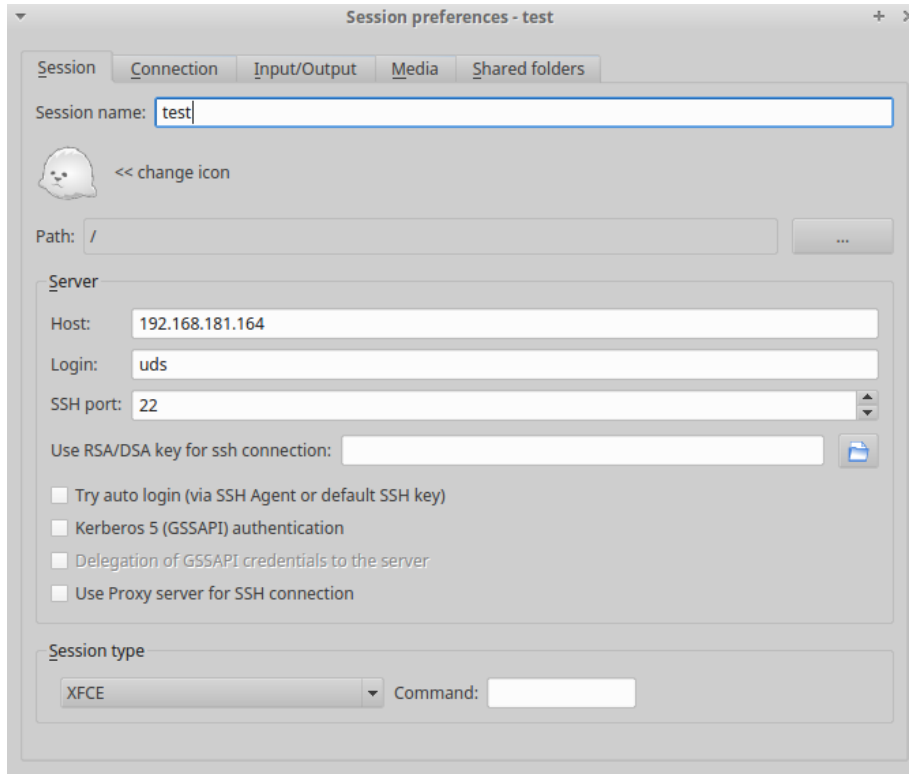 Session preferences - test
Session Connection Input/Output Media Shared folders
Session name: test
<< change icon
Path: / ...
Server
Host: 192.168.181.164
Login: uds
SSH port: 22
Use RSA/DSA key for ssh connection:
Try auto login (via SSH Agent or default SSH key)
Kerberos 5 (GSSAPI) authentication
Delegation of GSSAPI credentials to the server
Use Proxy server for SSH connection
Session type
XFCE Command: